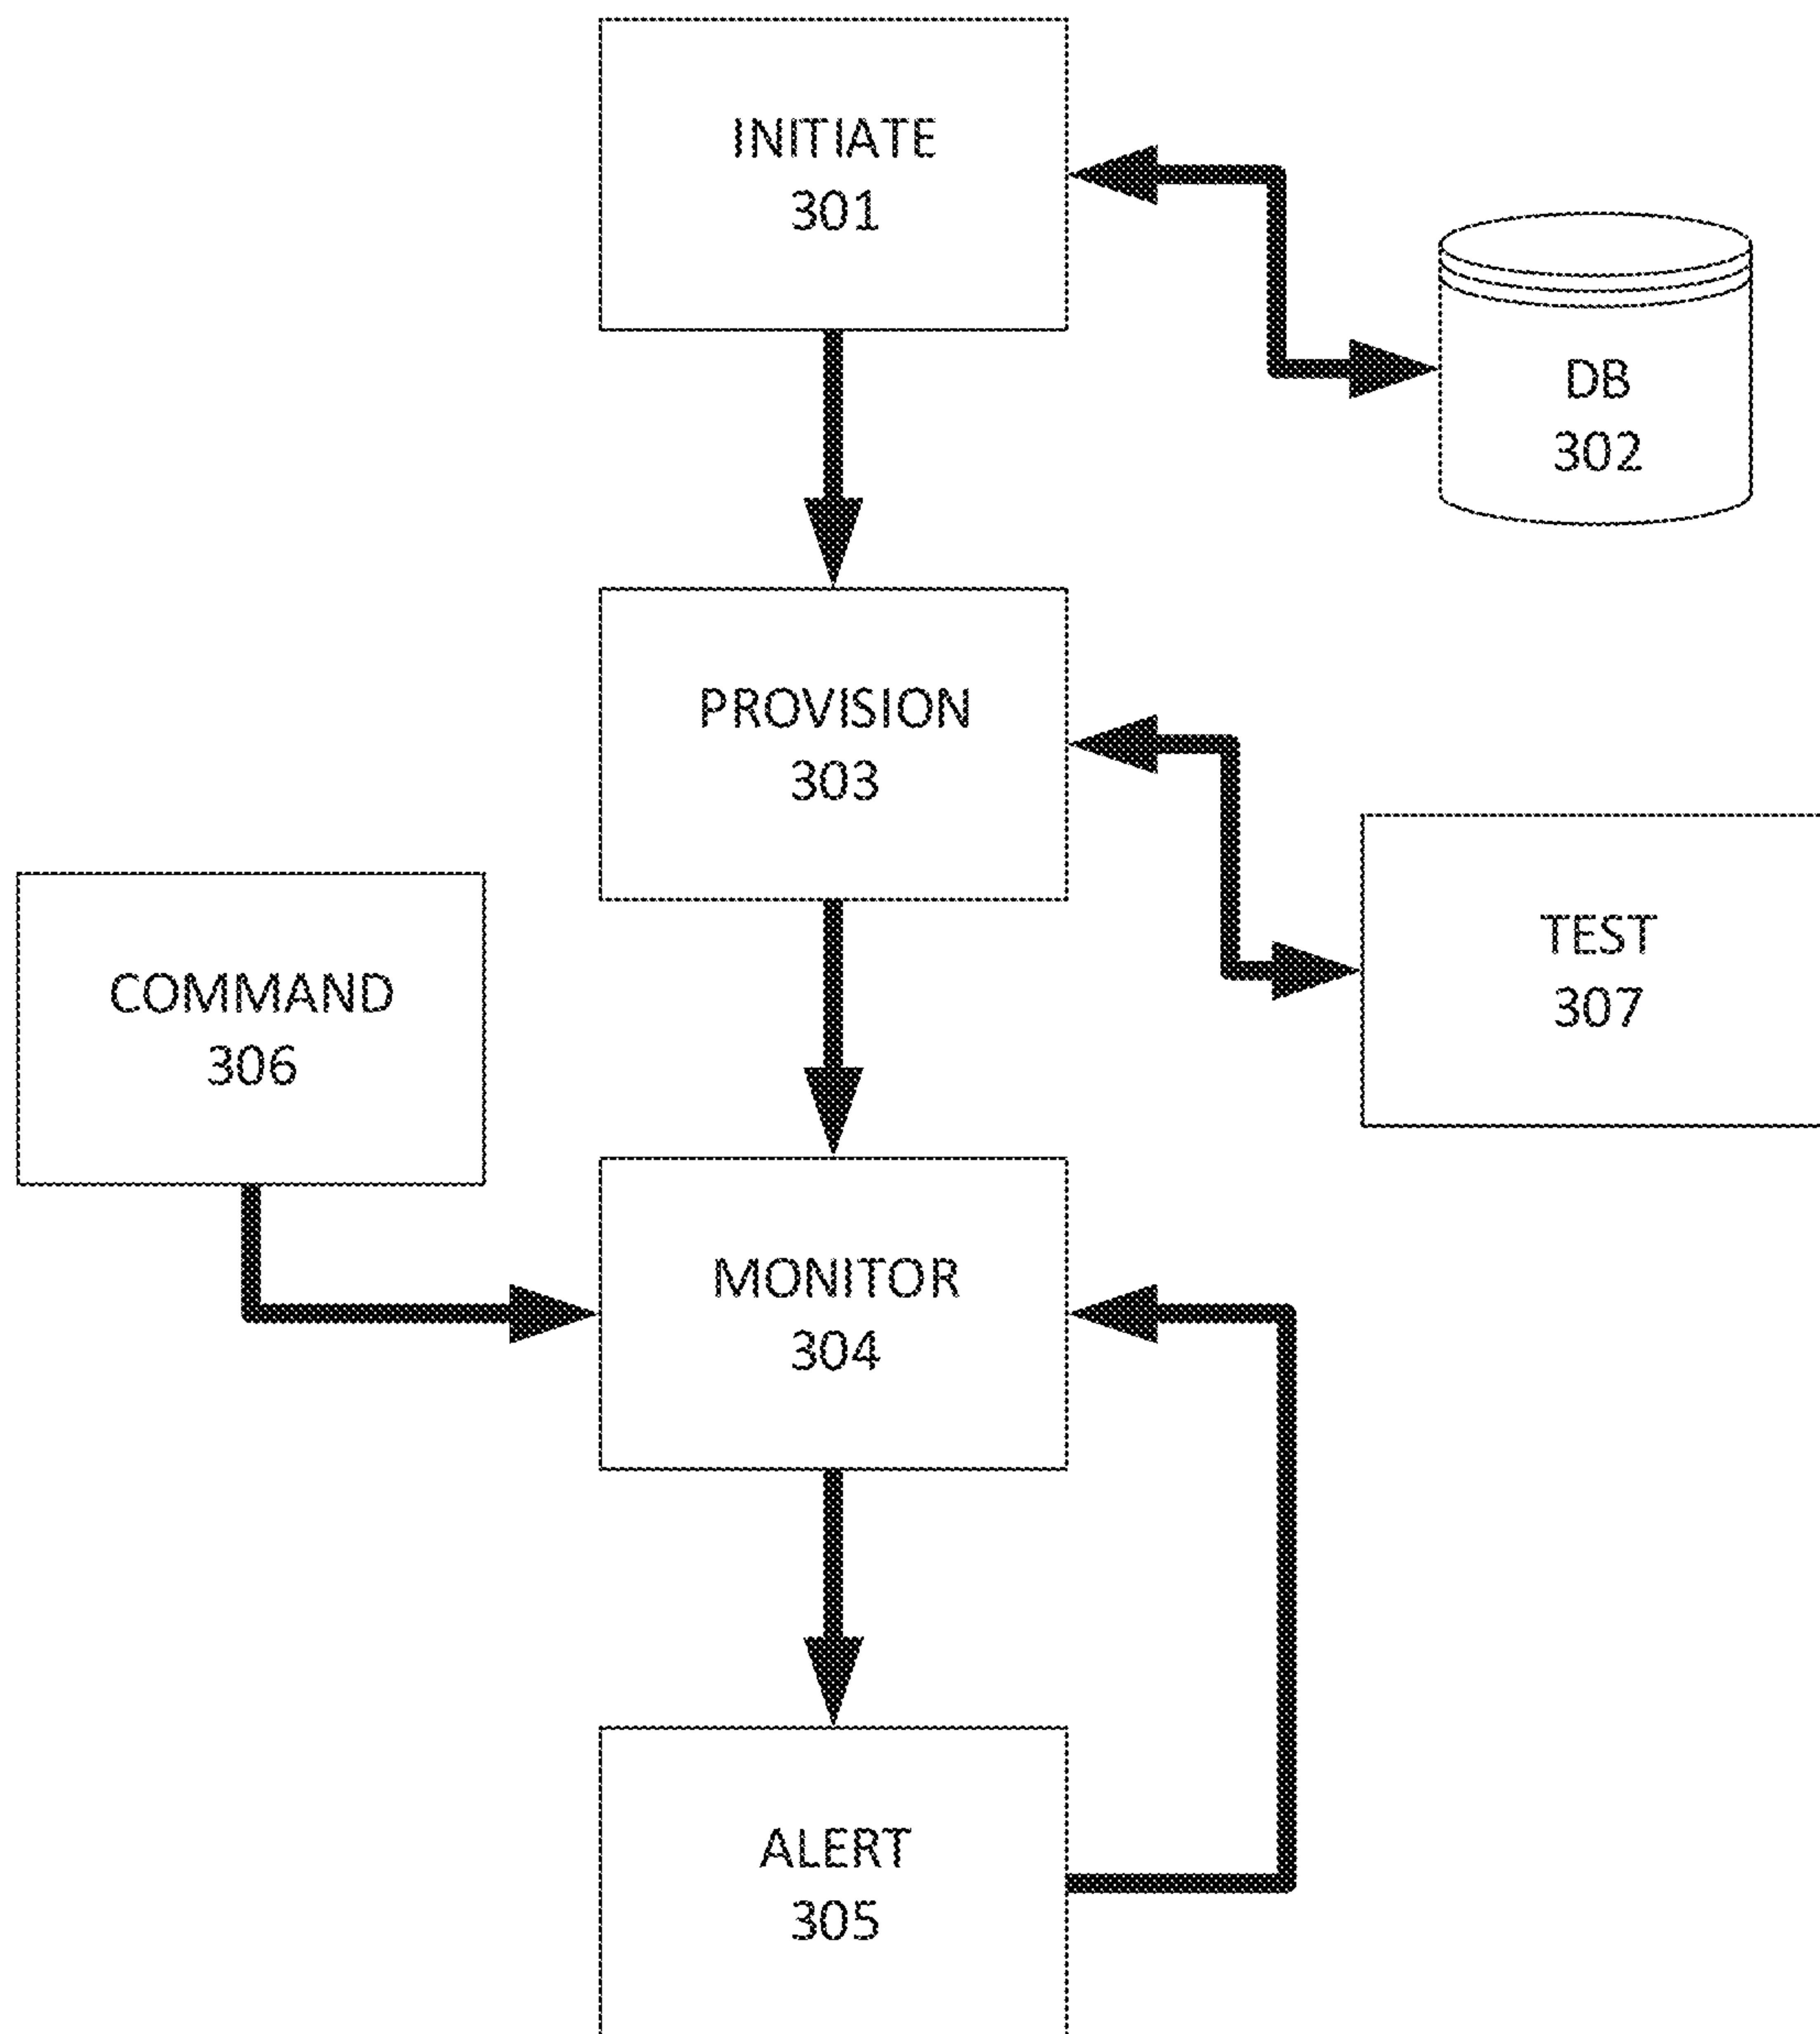 INITIATE
301
DB
302
PROVISION
303
TEST
307
COMMAND
306
MONITOR
304
ALERT
305